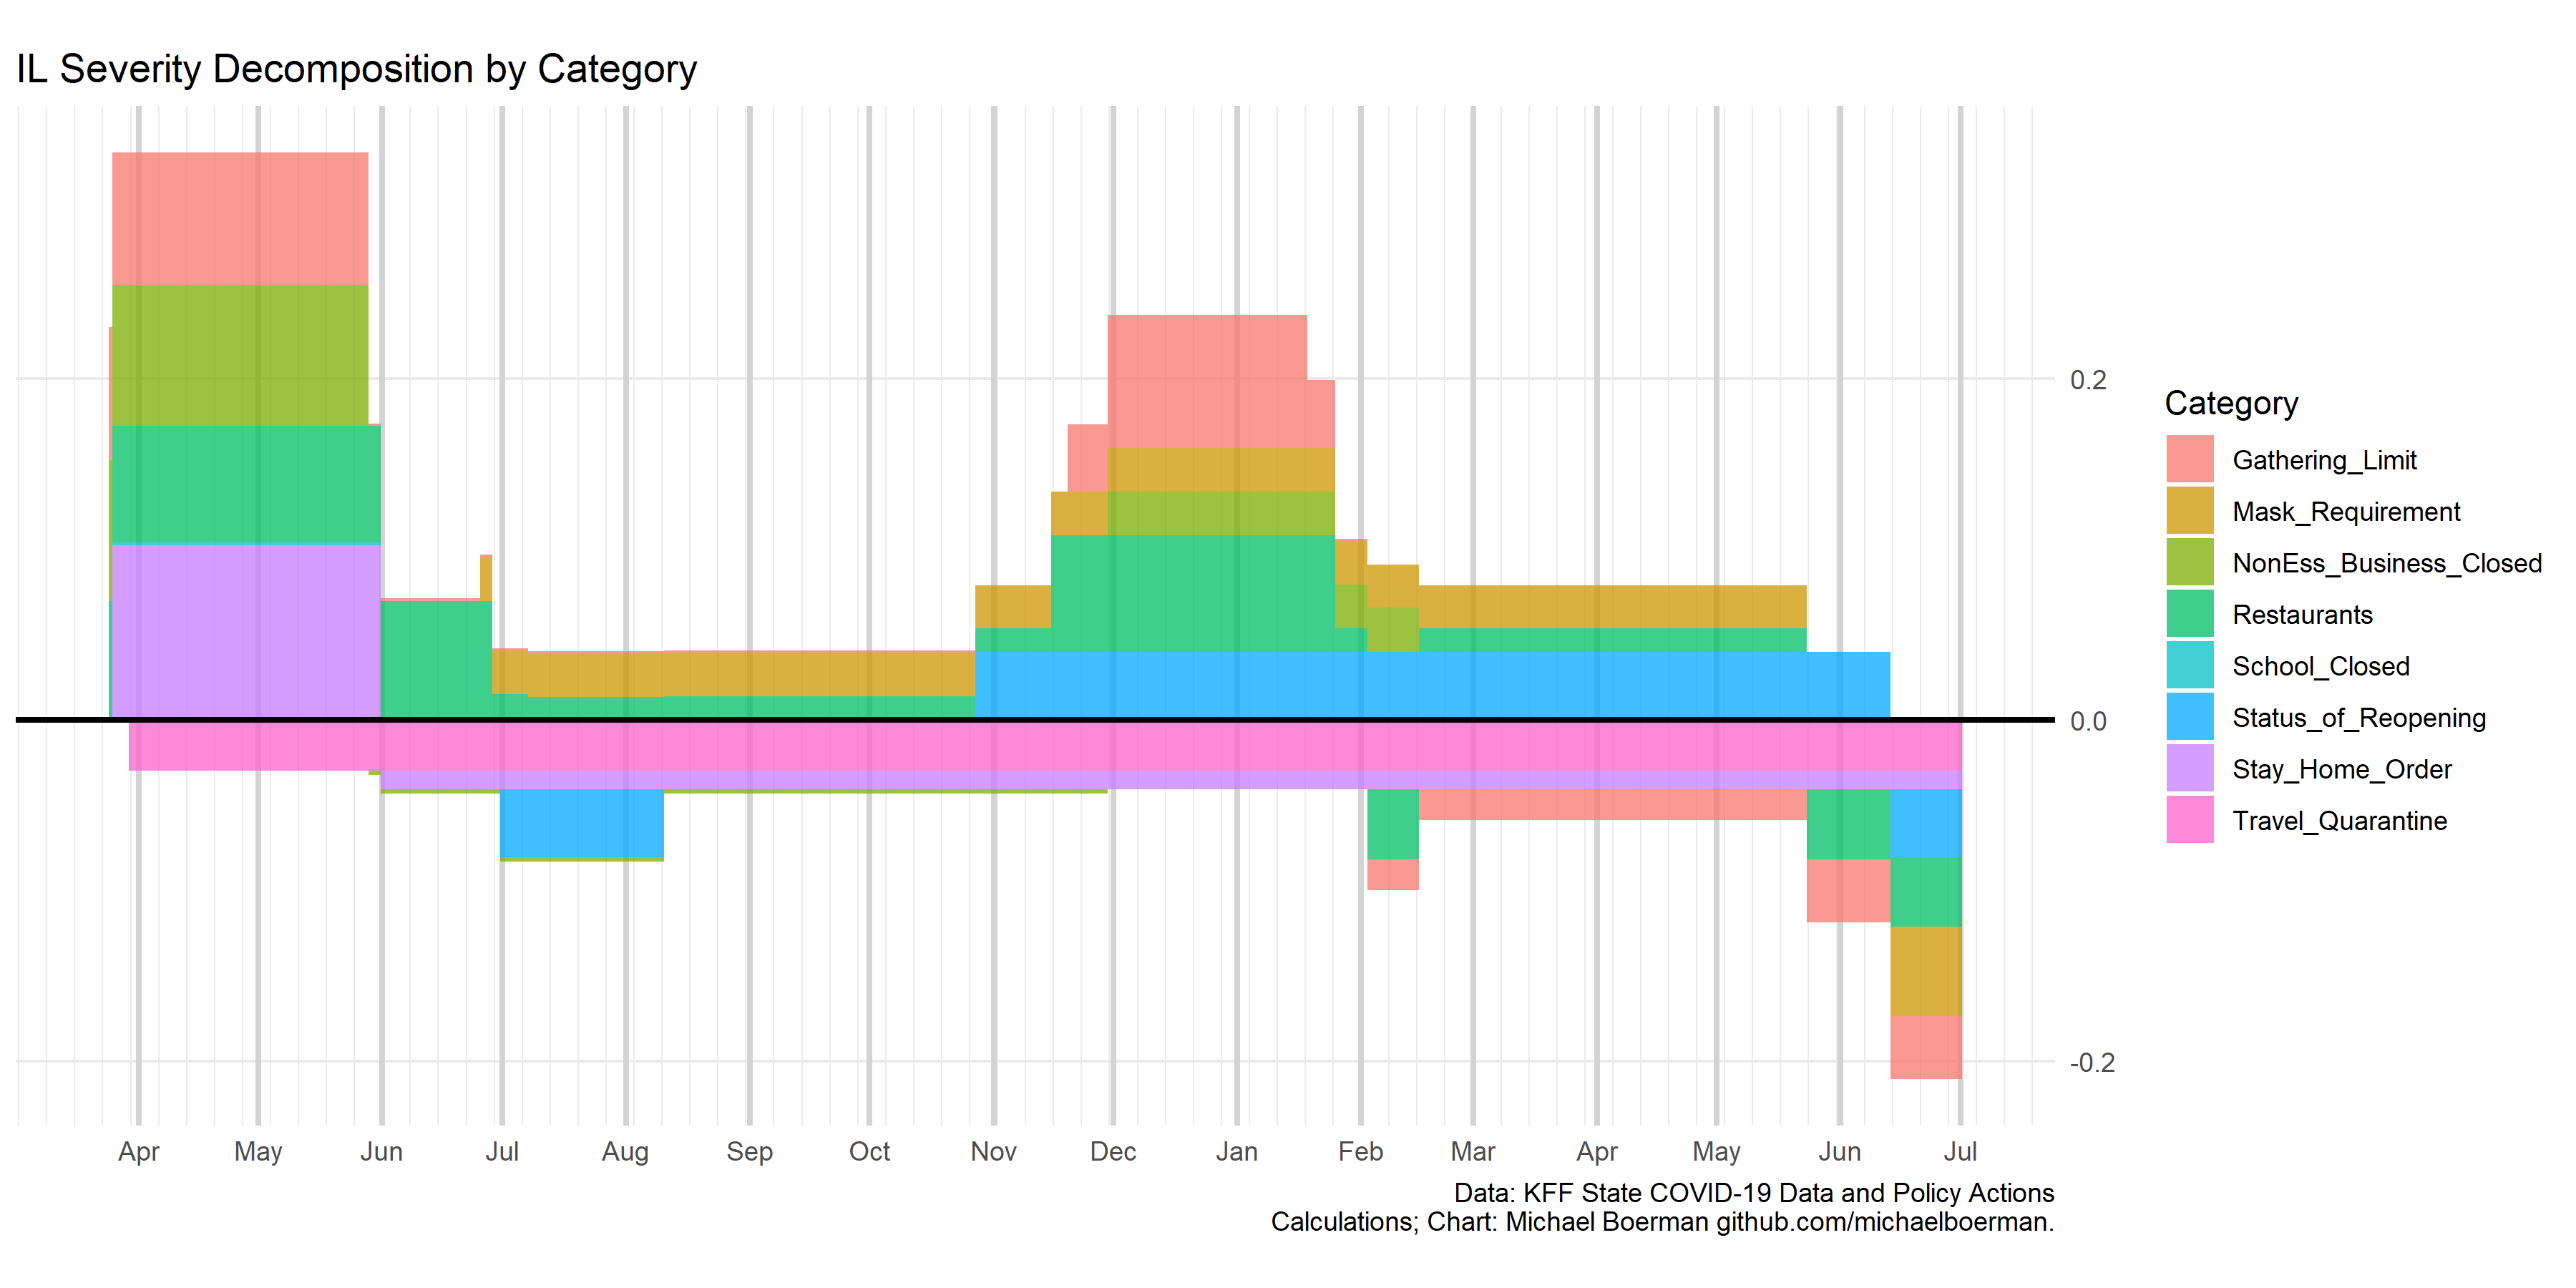 IL Severity Decomposition by Category
0.2
0.0
-0.2
Apr May Jun Jul Aug Sep Oct Nov Dec Jan Feb Mar Apr May Jun Jul
Category
Gathering_Limit
Mask_Requirement
NonEss_Business_Closed
Restaurants
School_Closed
Status_of_Reopening
Stay_Home_Order
Travel_Quarantine
Data: KFF State COVID-19 Data and Policy Actions
Calculations; Chart: Michael Boerman github.com/michaelboerman.